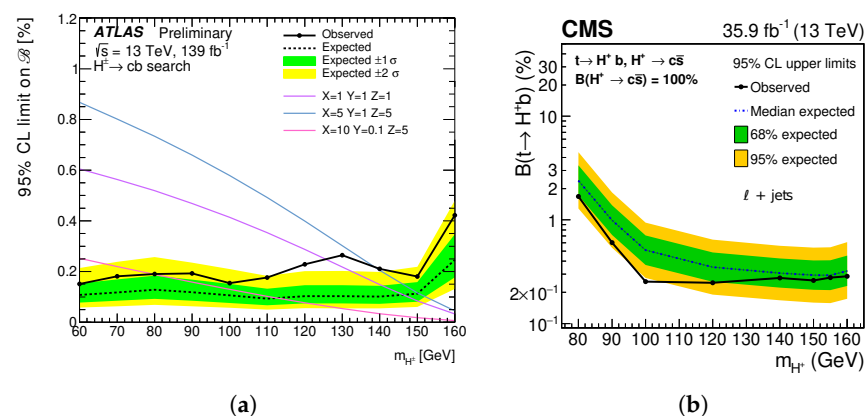 ATLAS Preliminary
√s = 13 TeV, 139 fb⁻¹
H± → cb search
Observed
Expected
Expected ±1 σ
Expected ±2 σ
X=1 Y=1 Z=1
X=5 Y=1 Z=5
X=10 Y=0.1 Z=5
95% CL limit on ℬ [%]
1.2
1
0.8
0.6
0.4
0.2
0
60 70 80 90 100 110 120 130 140 150 160
m_H± [GeV]
(a)
CMS 35.9 fb⁻¹ (13 TeV)
t→ H⁺ b, H⁺ → cs̅
B(H⁺ → cs̅) = 100%
95% CL upper limits
Observed
Median expected
68% expected
95% expected
ℓ + jets
B(t→ H⁺b) (%)
30
20
10
3
2
1
2×10⁻¹
10⁻¹
80 90 100 110 120 130 140 150 160
m_H⁺ (GeV)
(b)